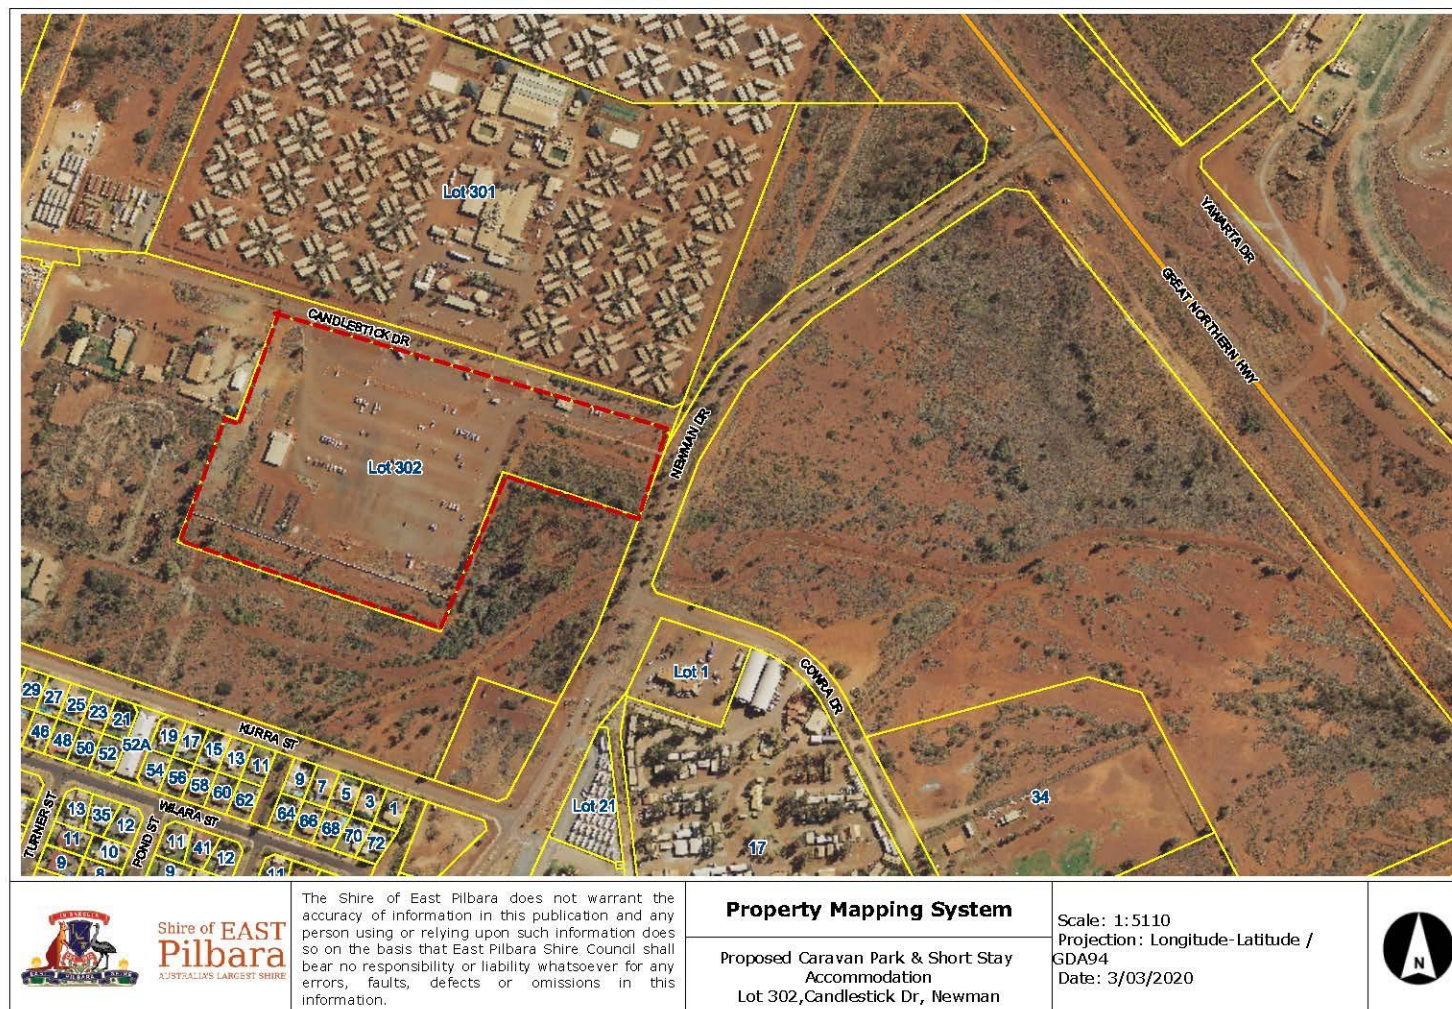 Lot 301
YAWARTA DR
GREAT NORTHERN HWY
CANDLESTICK DR
NEWMAN DR
Lot 302
Lot 1
COWRA DR
29
27
25
23
21
46
48
50
52
52A
19
17
15
13
11
KURRA ST
54
56
58
60
62
9
7
5
3
1
64
66
68
70
72
WILARA ST
TURNER ST
13
35
12
11
10
9
8
POND ST
11
41
12
9
11
Lot 21
17
34
Shire of EAST
Pilbara
AUSTRALIA'S LARGEST SHIRE
EAST
PILBARA
SHIRE
The Shire of East Pilbara does not warrant the
accuracy of information in this publication and any
person using or relying upon such information does
so on the basis that East Pilbara Shire Council shall
bear no responsibility or liability whatsoever for any
errors, faults, defects or omissions in this
information.
Property Mapping System
Proposed Caravan Park & Short Stay
Accommodation
Lot 302,Candlestick Dr, Newman
Scale: 1:5110
Projection: Longitude-Latitude /
GDA94
Date: 3/03/2020
N